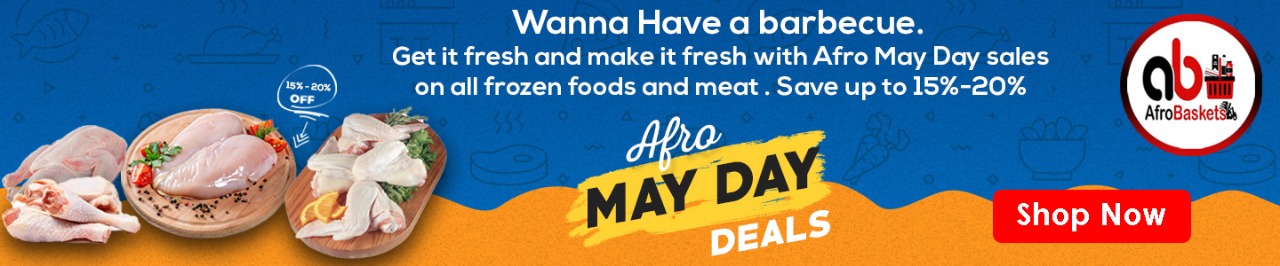 Wanna Have a barbecue.
Get it fresh and make it fresh with Afro May Day sales
on all frozen foods and meat . Save up to 15%-20%
15% - 20%
OFF
Afro
MAY DAY
DEALS
ab
AfroBaskets
Shop Now